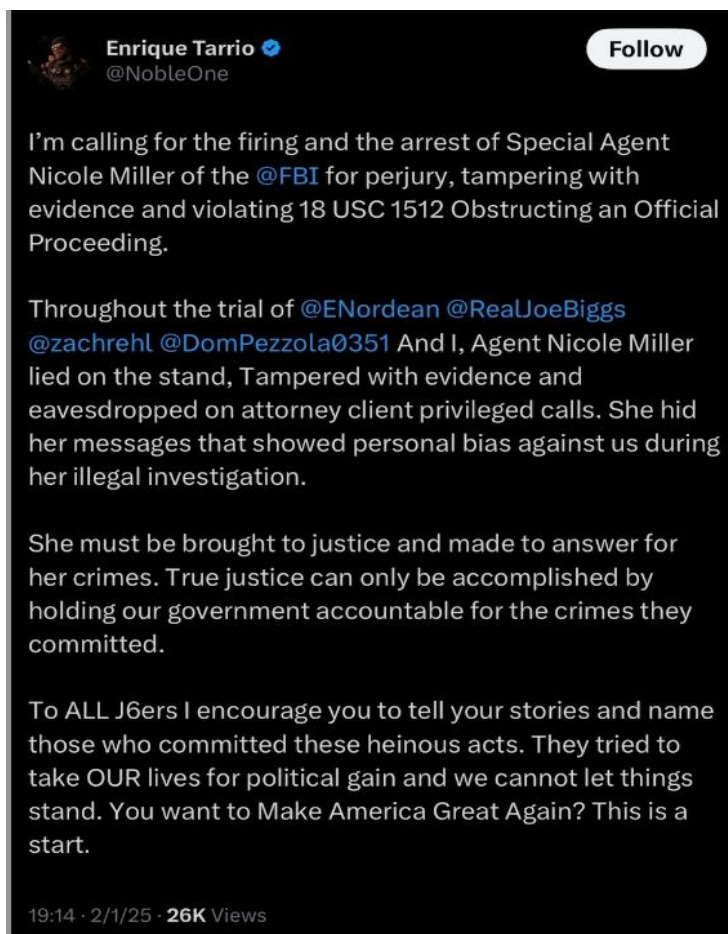 Enrique Tarrio
Follow
@NobleOne
I'm calling for the firing and the arrest of Special Agent
Nicole Miller of the @FBI for perjury, tampering with
evidence and violating 18 USC 1512 Obstructing an Official
Proceeding.
Throughout the trial of @ENordean @RealJoeBiggs
@zachrehl @DomPezzola0351 And I, Agent Nicole Miller
lied on the stand, Tampered with evidence and
eavesdropped on attorney client privileged calls. She hid
her messages that showed personal bias against us during
her illegal investigation.
She must be brought to justice and made to answer for
her crimes. True justice can only be accomplished by
holding our government accountable for the crimes they
committed.
To ALL J6ers I encourage you to tell your stories and name
those who committed these heinous acts. They tried to
take OUR lives for political gain and we cannot let things
stand. You want to Make America Great Again? This is a
start.
19:14 · 2/1/25 · 26K Views